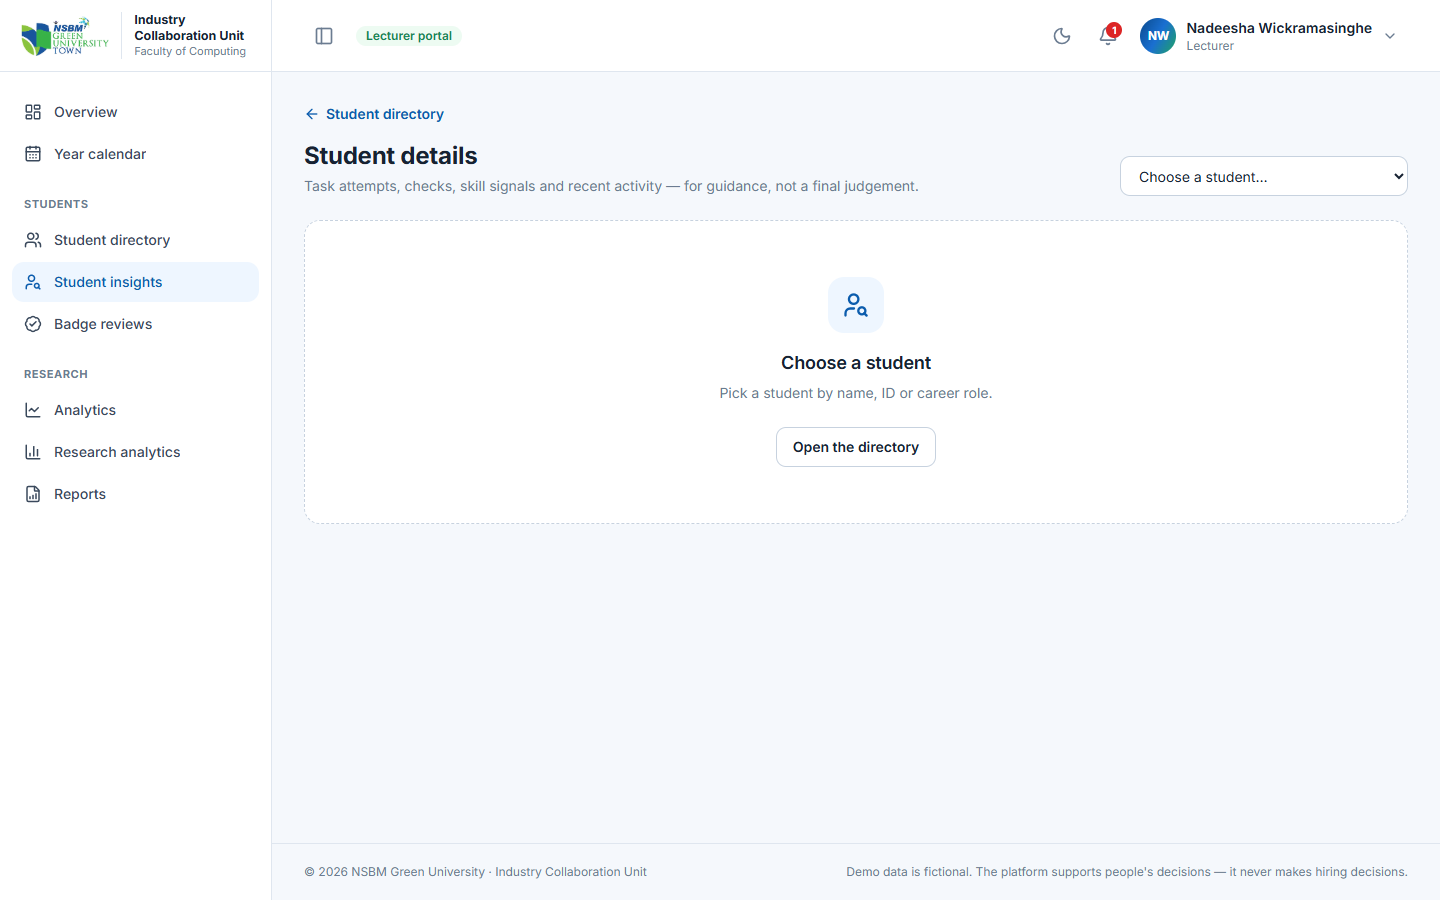 NSBM
GREEN
UNIVERSITY
TOWN
Industry
Collaboration Unit
Faculty of Computing
Lecturer portal
1
NW
Nadeesha Wickramasinghe
Lecturer
Overview
Year calendar
STUDENTS
Student directory
Student insights
Badge reviews
RESEARCH
Analytics
Research analytics
Reports
Student directory
Student details
Task attempts, checks, skill signals and recent activity — for guidance, not a final judgement.
Choose a student...
Choose a student
Pick a student by name, ID or career role.
Open the directory
© 2026 NSBM Green University · Industry Collaboration Unit
Demo data is fictional. The platform supports people's decisions — it never makes hiring decisions.